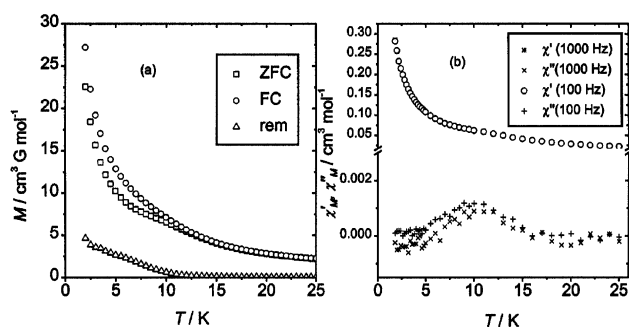 30
25
20
15
10
5
0
M / cm³ G mol⁻¹
(a)
ZFC
FC
rem
0 5 10 15 20 25
T / K
0.30
0.25
0.20
0.15
0.10
0.05
0.002
0.000
χ'M, χ''M / cm³ mol⁻¹
(b)
χ' (1000 Hz)
χ'' (1000 Hz)
χ' (100 Hz)
χ'' (100 Hz)
0 5 10 15 20 25
T / K